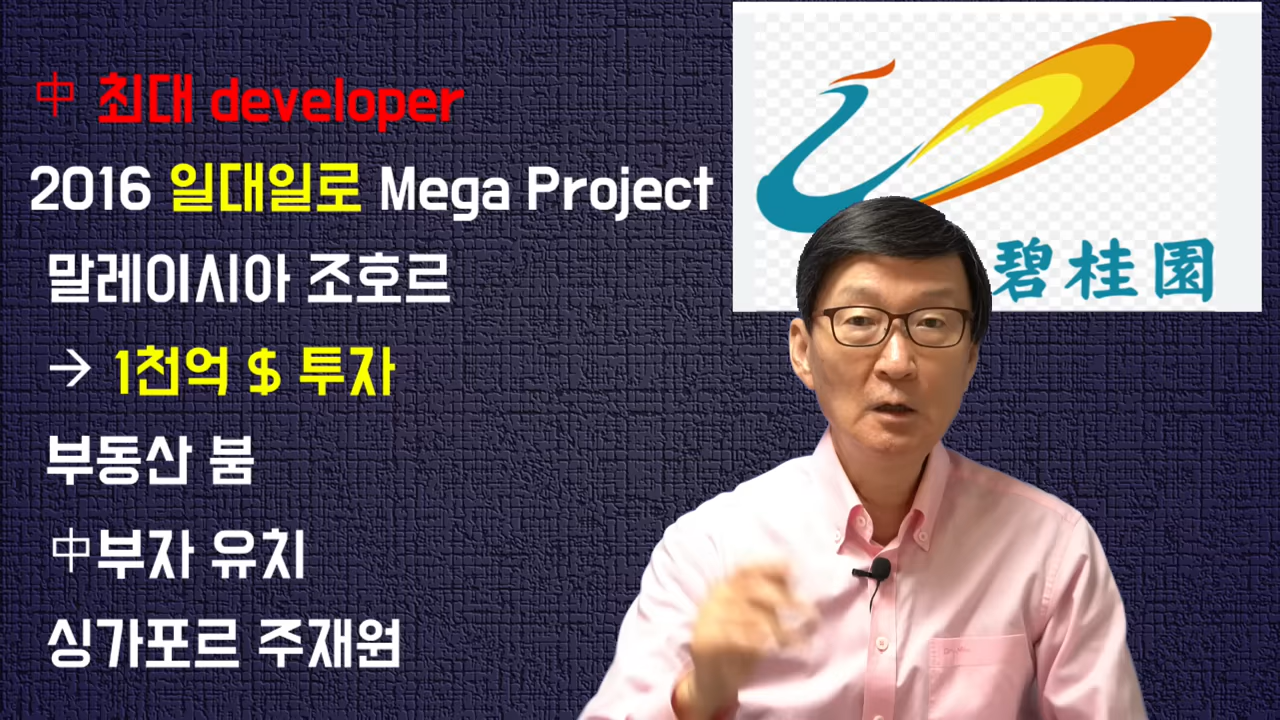 中 최대 developer
2016 일대일로 Mega Project
말레이시아 조호르
→ 1천억 $ 투자
부동산 붐
中부자 유치
싱가포르 주재원
碧桂園